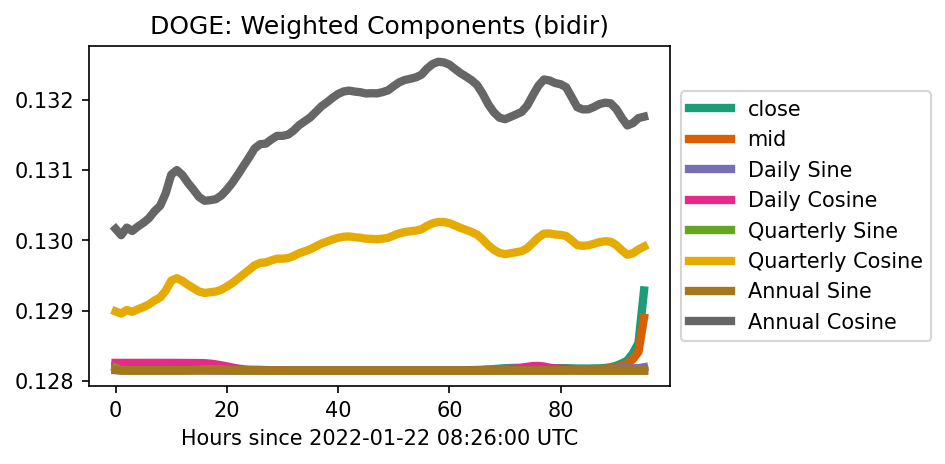 DOGE: Weighted Components (bidir)
0.132
0.131
0.130
0.129
0.128
0 20 40 60 80
Hours since 2022-01-22 08:26:00 UTC
close
mid
Daily Sine
Daily Cosine
Quarterly Sine
Quarterly Cosine
Annual Sine
Annual Cosine